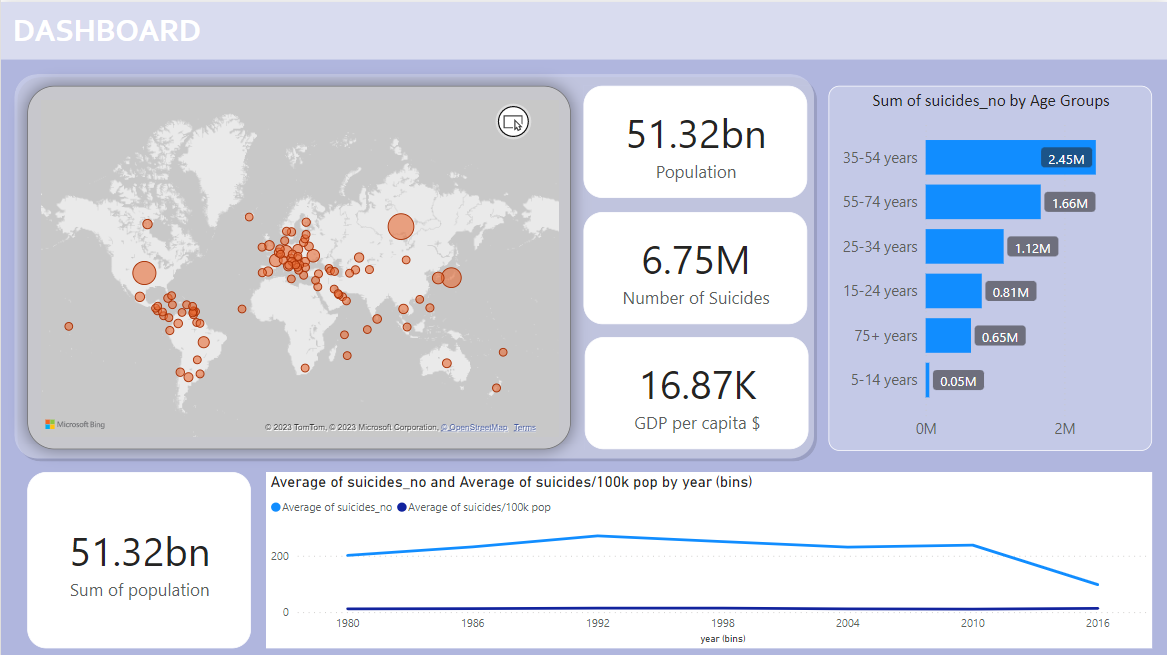 DASHBOARD
Microsoft Bing
© 2023 TomTom, © 2023 Microsoft Corporation, © OpenStreetMap Terms
51.32bn
Population
6.75M
Number of Suicides
16.87K
GDP per capita $
Sum of suicides_no by Age Groups
35-54 years 2.45M
55-74 years 1.66M
25-34 years 1.12M
15-24 years 0.81M
75+ years 0.65M
5-14 years 0.05M
0M 2M
51.32bn
Sum of population
Average of suicides_no and Average of suicides/100k pop by year (bins)
Average of suicides_no Average of suicides/100k pop
200
0
1980 1986 1992 1998 2004 2010 2016
year (bins)